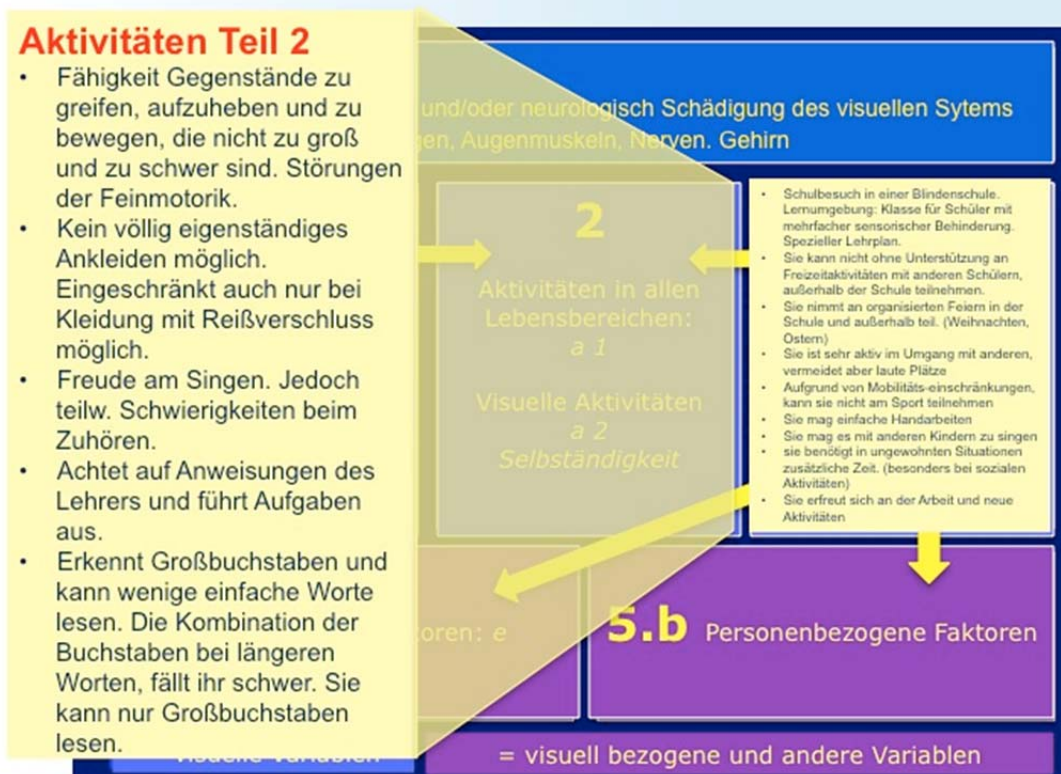 Aktivitäten Teil 2
• Fähigkeit Gegenstände zu
greifen, aufzuheben und zu
bewegen, die nicht zu groß
und zu schwer sind. Störungen
der Feinmotorik.
• Kein völlig eigenständiges
Ankleiden möglich.
Eingeschränkt auch nur bei
Kleidung mit Reißverschluss
möglich.
• Freude am Singen. Jedoch
teilw. Schwierigkeiten beim
Zuhören.
• Achtet auf Anweisungen des
Lehrers und führt Aufgaben
aus.
• Erkennt Großbuchstaben und
kann wenige einfache Worte
lesen. Die Kombination der
Buchstaben bei längeren
Worten, fällt ihr schwer. Sie
kann nur Großbuchstaben
lesen.
und/oder neurologisch Schädigung des visuellen Sytems
Augenmuskeln, Nerven. Gehirn
2
Aktivitäten in allen
Lebensbereichen:
a 1
Visuelle Aktivitäten
a 2
Selbständigkeit
• Schulbesuch in einer Blindenschule.
Lernumgebung: Klasse für Schüler mit
mehrfacher sensorischer Behinderung.
Spezieller Lehrplan.
• Sie kann nicht ohne Unterstützung an
Freizeitaktivitäten mit anderen Schülern,
außerhalb der Schule teilnehmen.
• Sie nimmt an organisierten Feiern in der
Schule und außerhalb teil. (Weihnachten,
Ostern)
• Sie ist sehr aktiv im Umgang mit anderen,
vermeidet aber laute Plätze
• Aufgrund von Mobilitäts-einschränkungen,
kann sie nicht am Sport teilnehmen
• Sie mag einfache Handarbeiten
• Sie mag es mit anderen Kindern zu singen
• sie benötigt in ungewohnten Situationen
zusätzliche Zeit. (besonders bei sozialen
Aktivitäten)
• Sie erfreut sich an der Arbeit und neue
Aktivitäten
e
5.b Personenbezogene Faktoren
= visuell bezogene und andere Variablen